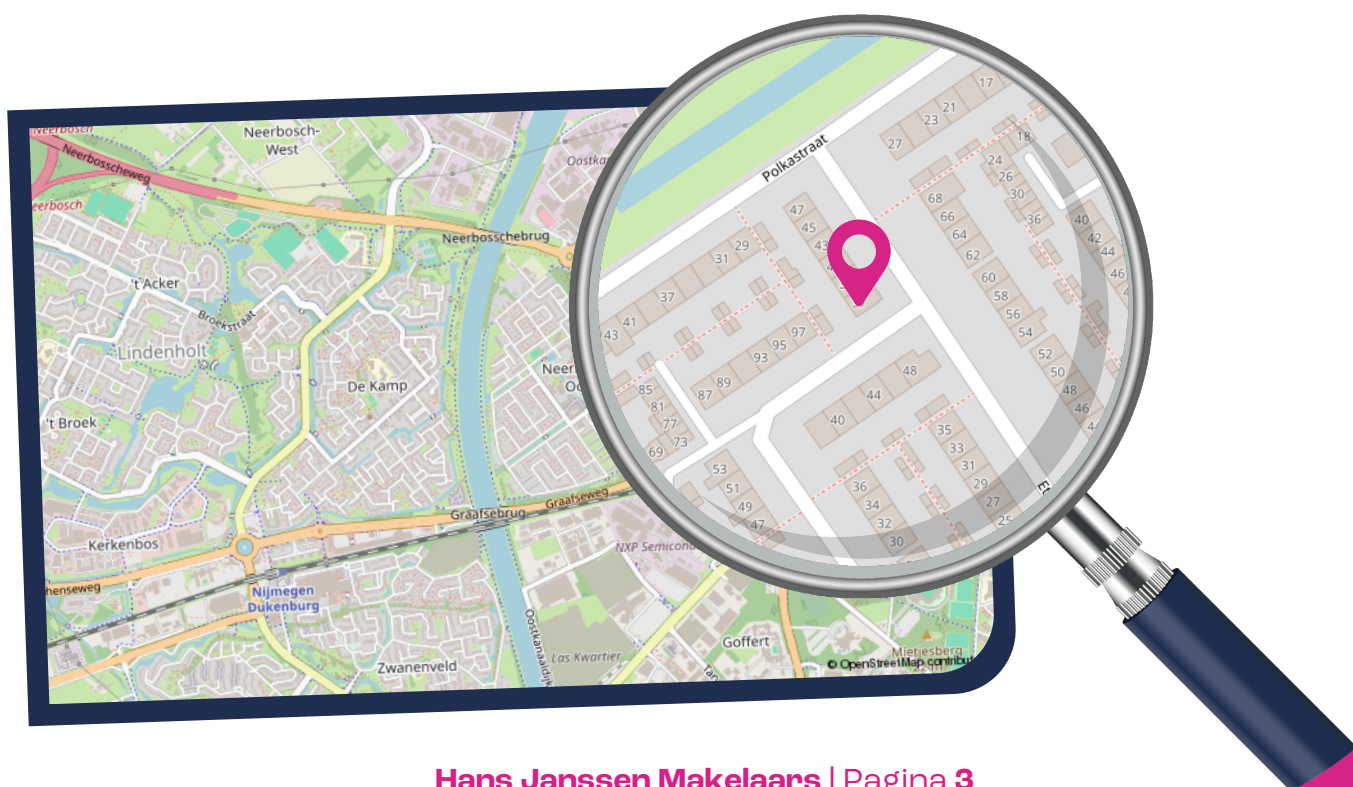 Neerbosch
Neerbosscheweg
Neerbosch-
West
eerbosch
Neerbosschebrug
't Acker
Broekstraat
Lindenholt
De Kamp
't Broek
Kerkenbos
Graafsebrug
Graafseweg
henseweg
Nijmegen
Dukenburg
Zwanenveld
Las Kwartier
Goffert
Mietjesberg
© OpenStreetMap contribut
Polkastraat
17
21
23
27
18
24
26
30
36
68
66
64
62
60
58
56
54
52
50
48
46
40
42
44
46
47
45
43
29
31
37
41
43
97
95
93
89
87
85
81
77
73
69
48
44
40
53
51
49
47
36
34
32
30
35
33
31
29
27
25
Hans Janssen Makelaars | Pagina 3